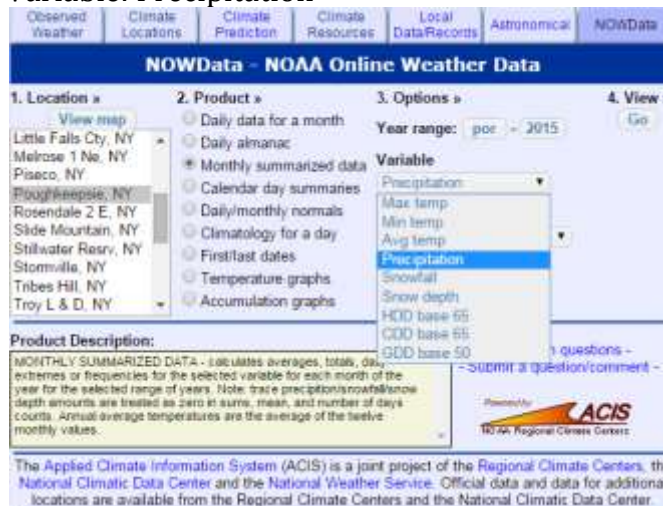 Variable: Precipitation
Observed Weather
Climate Locations
Climate Prediction
Climate Resources
Local Data/Records
Astronomical
NOWData
NOWData - NOAA Online Weather Data
1. Location »
View map
Little Falls Cty, NY
Melrose 1 Ne, NY
Piseco, NY
Poughkeepsie, NY
Rosendale 2 E, NY
Slide Mountain, NY
Stillwater Resrv, NY
Stormville, NY
Tribes Hill, NY
Troy L & D, NY
2. Product »
Daily data for a month
Daily almanac
Monthly summarized data
Calendar day summaries
Daily/monthly normals
Climatology for a day
First/last dates
Temperature graphs
Accumulation graphs
3. Options »
Year range: por - 2015
Variable
Precipitation
Max temp
Min temp
Avg temp
Precipitation
Snowfall
Snow depth
HDD base 65
CDD base 65
GDD base 50
4. View
Go
Product Description:
MONTHLY SUMMARIZED DATA - calculates averages, totals, daily
extremes or frequencies for the selected variable for each month of the
year for the selected range of years. Note: trace precipitation/snowfall/snow
depth amounts are treated as zero in sums, mean, and number of days
counts. Annual average temperatures are the average of the twelve
monthly values.
questions -
- Submit a question/comment -
Powered by
ACIS
NOAA Regional Climate Centers
The Applied Climate Information System (ACIS) is a joint project of the Regional Climate Centers, th
National Climatic Data Center and the National Weather Service. Official data and data for additiona
locations are available from the Regional Climate Centers and the National Climatic Data Center.